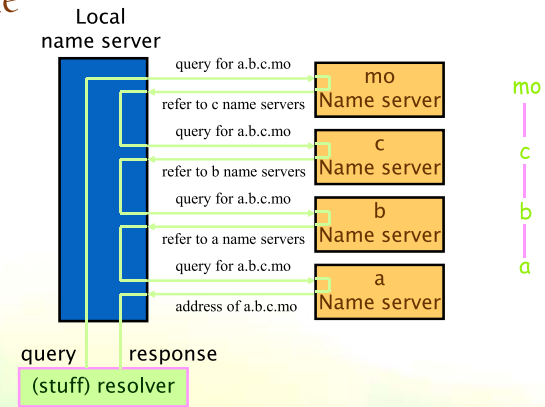 Local
name server
query for a.b.c.mo
mo
Name server
refer to c name servers
query for a.b.c.mo
c
Name server
refer to b name servers
query for a.b.c.mo
b
Name server
refer to a name servers
query for a.b.c.mo
a
Name server
address of a.b.c.mo
query
response
(stuff) resolver
mo
c
b
a